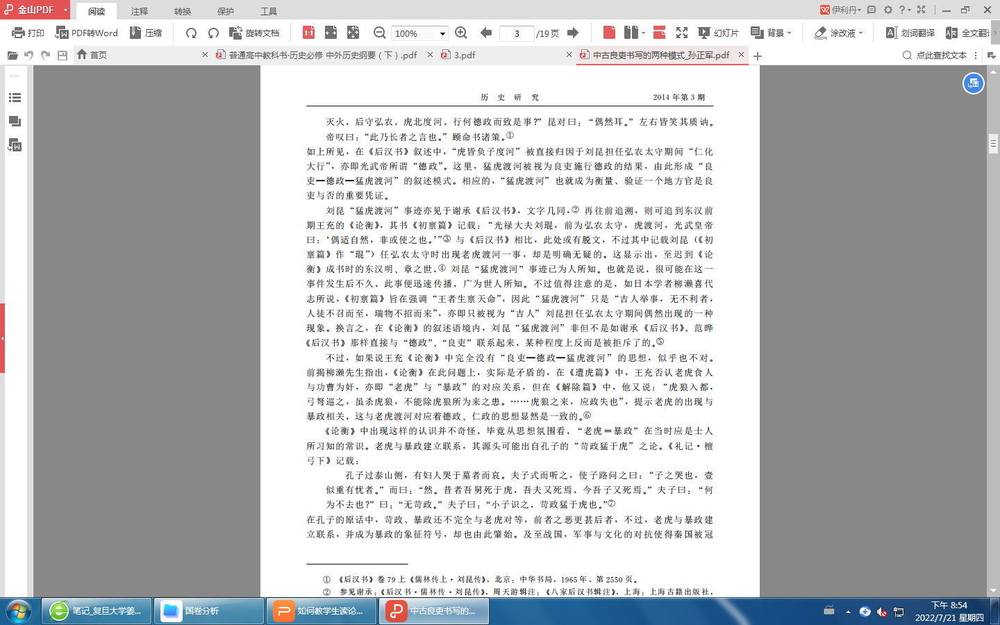 金山PDF
阅读
注释
转换
保护
工具
伊利丹
打印
PDF转Word
压缩
旋转文档
1:1
100%
3
/19页
幻灯片
背景
涂改液
划词翻译
全文翻译
首页
普通高中教科书·历史必修 中外历史纲要（下）.pdf
3.pdf
中古良吏书写的两种模式_孙正军.pdf
点此查找文本
历 史 研 究
2014 年第 3 期
灭火，后守弘农，虎北度河，行何德政而致是事？” 昆对曰：“偶然耳。” 左右皆笑其质讷。
帝叹曰：“此乃长者之言也。” 顾命书诸策。①
如上所见，在《后汉书》叙述中，“虎皆负子度河” 被直接归因于刘昆担任弘农太守期间 “仁化
大行”，亦即光武帝所谓 “德政”。这里，猛虎渡河被视为良吏施行德政的结果，由此形成 “良
吏—德政—猛虎渡河” 的叙述模式。相应的，“猛虎渡河” 也就成为衡量、验证一个地方官是良
吏与否的重要凭证。
刘昆 “猛虎渡河” 事迹亦见于谢承《后汉书》，文字几同，② 再往前追溯，则可追到东汉前
期王充的《论衡》，其书《初禀篇》记载：“光禄大夫刘琨，前为弘农太守，虎渡河，光武皇帝
曰：‘偶适自然，非或使之也。’”③ 与《后汉书》相比，此处或有脱文，不过其中记载刘昆（《初
禀篇》作 “琨”）任弘农太守时出现老虎渡河一事，却是明确无疑的。这显示出，至迟到《论
衡》成书时的东汉明、章之世，④ 刘昆 “猛虎渡河” 事迹已为人所知。也就是说，很可能在这一
事件发生后不久，此事便迅速传播，广为世人所知。不过值得注意的是，如日本学者柳濑喜代
志所说，《初禀篇》旨在强调 “王者生禀天命”，因此 “猛虎渡河” 只是 “吉人举事，无不利者，
人徒不召而至，瑞物不招而来”，亦即只被视为 “吉人” 刘昆担任弘农太守期间偶然出现的一种
现象。换言之，在《论衡》的叙述语境内，刘昆 “猛虎渡河” 非但不是如谢承《后汉书》、范晔
《后汉书》那样直接与 “德政”、“良吏” 联系起来，某种程度上反而是被拒斥了的。⑤
不过，如果说王充《论衡》中完全没有 “良吏—德政—猛虎渡河” 的思想，似乎也不对。
前揭柳濑先生指出，《论衡》在此问题上，实际是矛盾的，在《遭虎篇》中，王充否认老虎食人
与功曹为奸，亦即 “老虎” 与 “暴政” 的对应关系，但在《解除篇》中，他又说：“虎狼入都，
弓弩巡之，虽杀虎狼，不能除虎狼所为来之患。……虎狼之来，应政失也”，提示老虎的出现与
暴政相关，这与老虎渡河对应着德政、仁政的思想显然是一致的。⑥
《论衡》中出现这样的认识并不奇怪，毕竟从思想氛围看，“老虎＝暴政” 在当时应是士人
所习知的常识。老虎与暴政建立联系，其源头可能出自孔子的 “苛政猛于虎” 之论。《礼记·檀
弓下》记载：
孔子过泰山侧，有妇人哭于墓者而哀。夫子式而听之，使子路问之曰：“子之哭也，壹
似重有忧者。” 而曰：“然。昔者吾舅死于虎，吾夫又死焉，今吾子又死焉。” 夫子曰：“何
为不去也？” 曰：“无苛政。” 夫子曰：“小子识之，苛政猛于虎也。”⑦
在孔子的原话中，苛政、暴政还不完全与老虎对等，前者之恶更甚后者，不过，老虎与暴政建
立联系，并成为暴政的象征符号，却也由此肇始。及至战国，军事与文化的对抗使得秦国被冠
① 《后汉书》卷 79 上《儒林传上·刘昆传》，北京：中华书局，1965 年，第 2550 页。
② 参见谢承：《后汉书·儒林传·刘昆传》，周天游辑注：《八家后汉书辑注》，上海：上海古籍出版社，
笔记_复旦大学姜...
国卷分析
如何教学生读论...
中古良吏书写的...
下午 8:54
2022/7/21 星期四